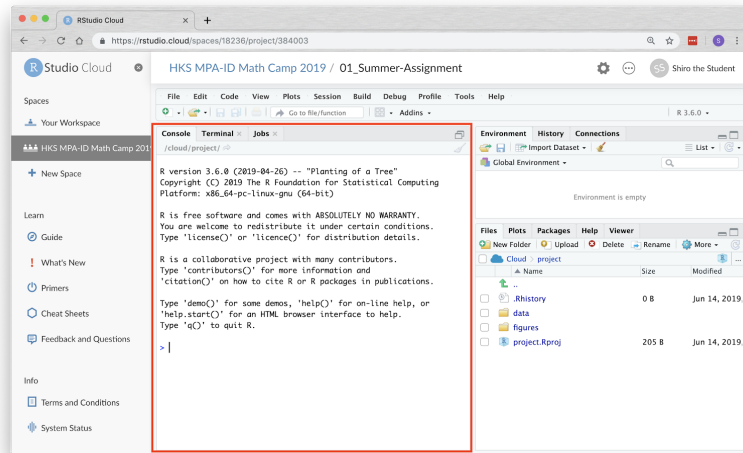 RStudio Cloud
https://rstudio.cloud/spaces/18236/project/384003
S
R Studio Cloud
HKS MPA-ID Math Camp 2019 / 01_Summer-Assignment
SS Shiro the Student
Spaces
Your Workspace
HKS MPA-ID Math Camp 201
New Space
Learn
Guide
What's New
Primers
Cheat Sheets
Feedback and Questions
Info
Terms and Conditions
System Status
File Edit Code View Plots Session Build Debug Profile Tools Help
Go to file/function Addins
R 3.6.0
Console Terminal Jobs
/cloud/project/
R version 3.6.0 (2019-04-26) -- "Planting of a Tree"
Copyright (C) 2019 The R Foundation for Statistical Computing
Platform: x86_64-pc-linux-gnu (64-bit)
R is free software and comes with ABSOLUTELY NO WARRANTY.
You are welcome to redistribute it under certain conditions.
Type 'license()' or 'licence()' for distribution details.
R is a collaborative project with many contributors.
Type 'contributors()' for more information and
'citation()' on how to cite R or R packages in publications.
Type 'demo()' for some demos, 'help()' for on-line help, or
'help.start()' for an HTML browser interface to help.
Type 'q()' to quit R.
>
Environment History Connections
Import Dataset List
Global Environment
Environment is empty
Files Plots Packages Help Viewer
New Folder Upload Delete Rename More
Cloud project ...
Name Size Modified
..
.Rhistory 0 B Jun 14, 2019,
data
figures
project.Rproj 205 B Jun 14, 2019,